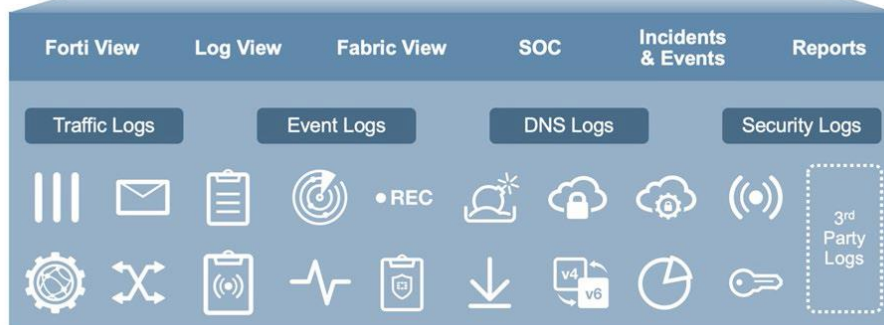 Forti View
Log View
Fabric View
SOC
Incidents
& Events
Reports
Traffic Logs
Event Logs
DNS Logs
Security Logs
• REC
3rd
Party
Logs
v4
v6